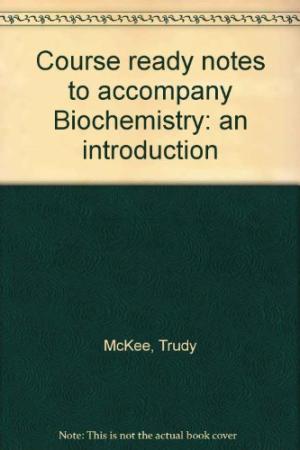 Course ready notes
to accompany
Biochemistry: an
introduction
McKee, Trudy
Note: This is not the actual book cover